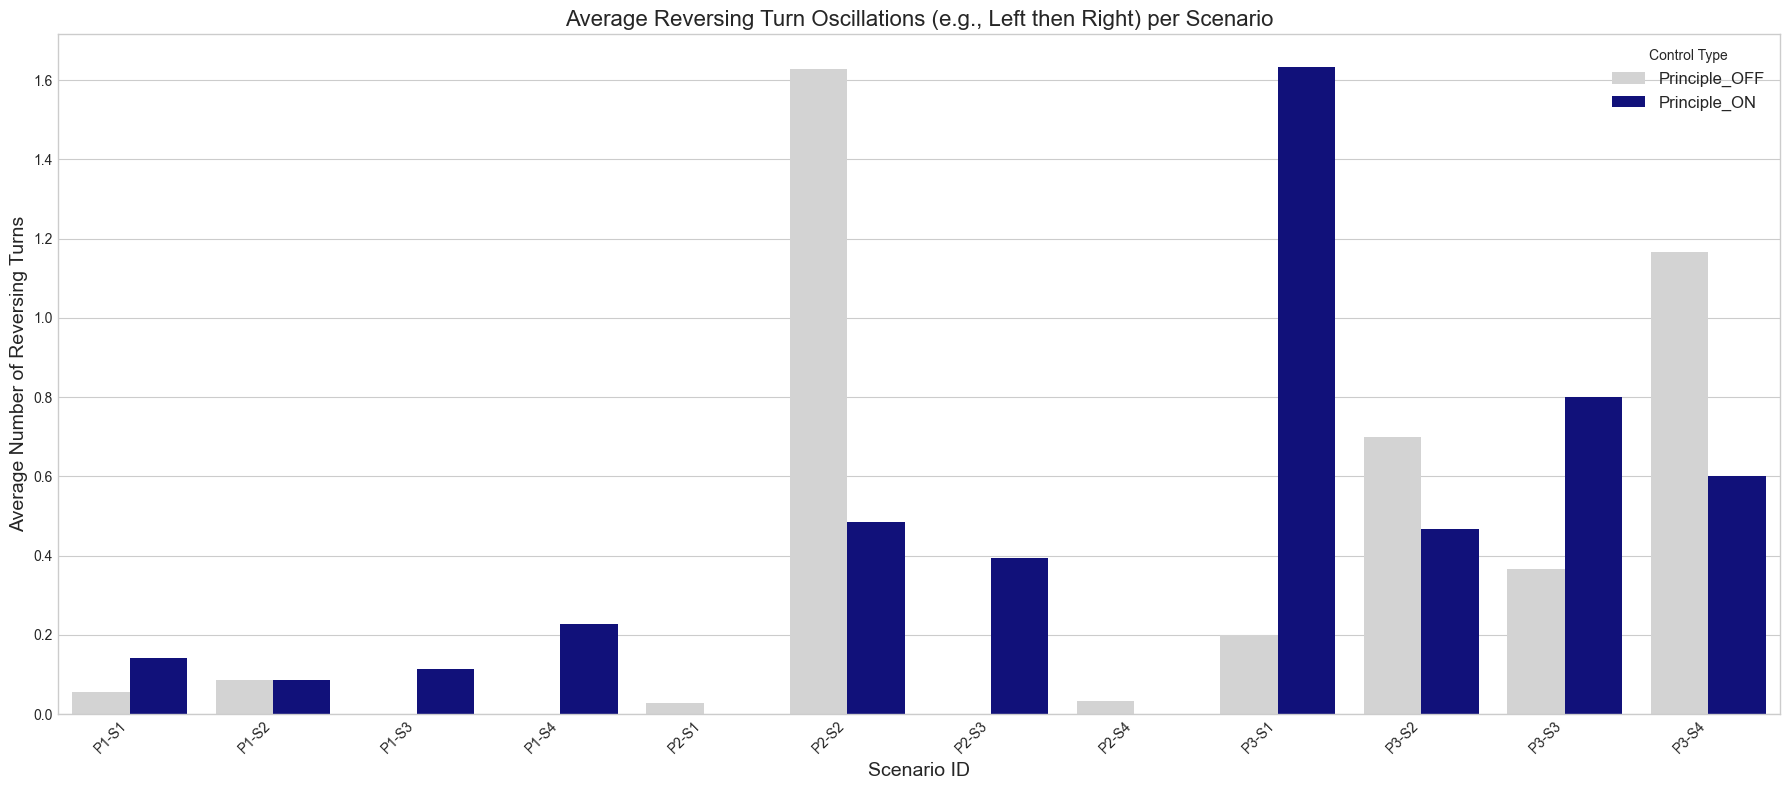 Average Reversing Turn Oscillations (e.g., Left then Right) per Scenario
Control Type
Principle_OFF
Principle_ON
Average Number of Reversing Turns
1.6
1.4
1.2
1.0
0.8
0.6
0.4
0.2
0.0
P1-S1
P1-S2
P1-S3
P1-S4
P2-S1
P2-S2
P2-S3
P2-S4
P3-S1
P3-S2
P3-S3
P3-S4
Scenario ID